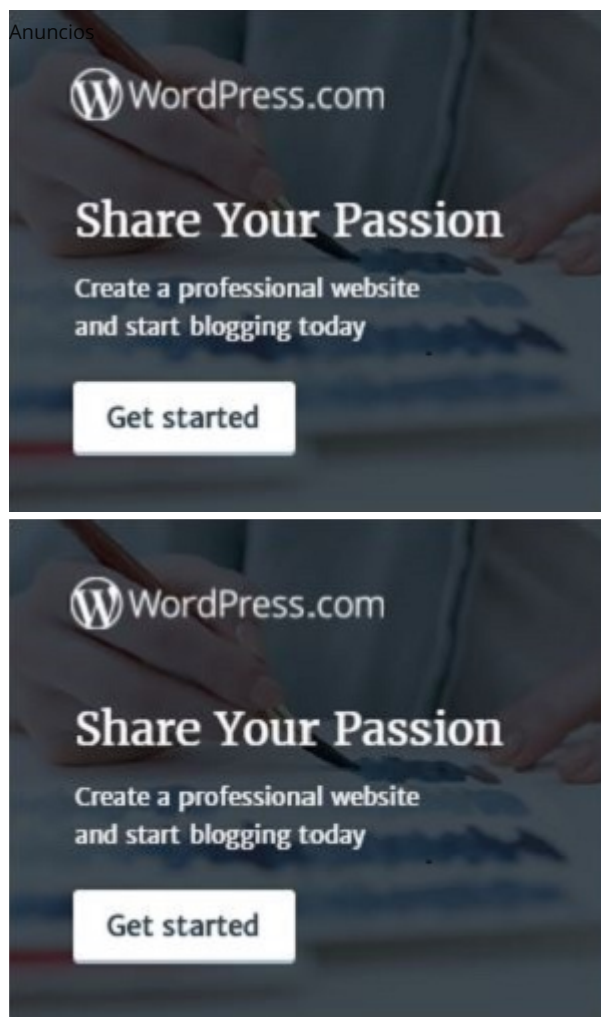 Anuncios
WordPress.com
Share Your Passion
Create a professional website
and start blogging today
Get started
WordPress.com
Share Your Passion
Create a professional website
and start blogging today
Get started